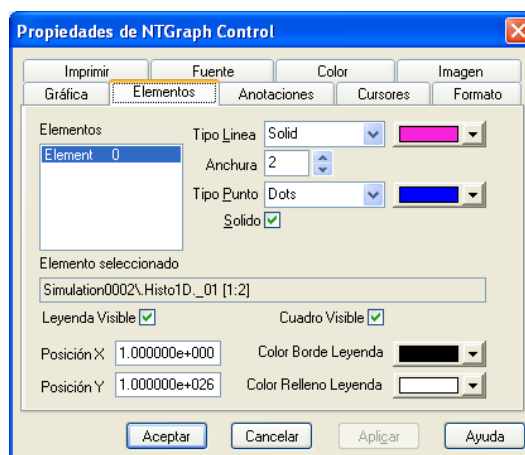 Propiedades de NTGraph Control
Imprimir Fuente Color Imagen
Gráfica Elementos Anotaciones Cursores Formato
Elementos
Element 0
Tipo Linea Solid
Anchura 2
Tipo Punto Dots
Solido
Elemento seleccionado
Simulation0002\.Histo1D._01 [1:2]
Leyenda Visible Cuadro Visible
Posición X 1.000000e+000 Color Borde Leyenda
Posición Y 1.000000e+026 Color Relleno Leyenda
Aceptar Cancelar Aplicar Ayuda